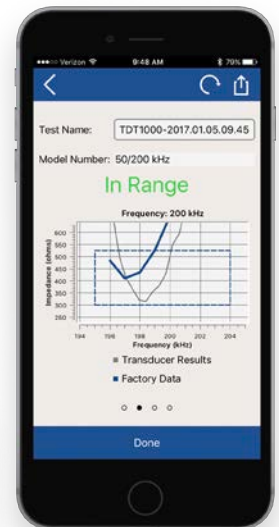 Verizon 9:48 AM 79%
Test Name: TDT1000-2017.01.05.09.45
Model Number: 50/200 kHz
In Range
Frequency: 200 kHz
Impedance (ohms)
600
550
500
450
400
350
300
250
194 196 198 200 202 204
Frequency (kHz)
Transducer Results
Factory Data
Done